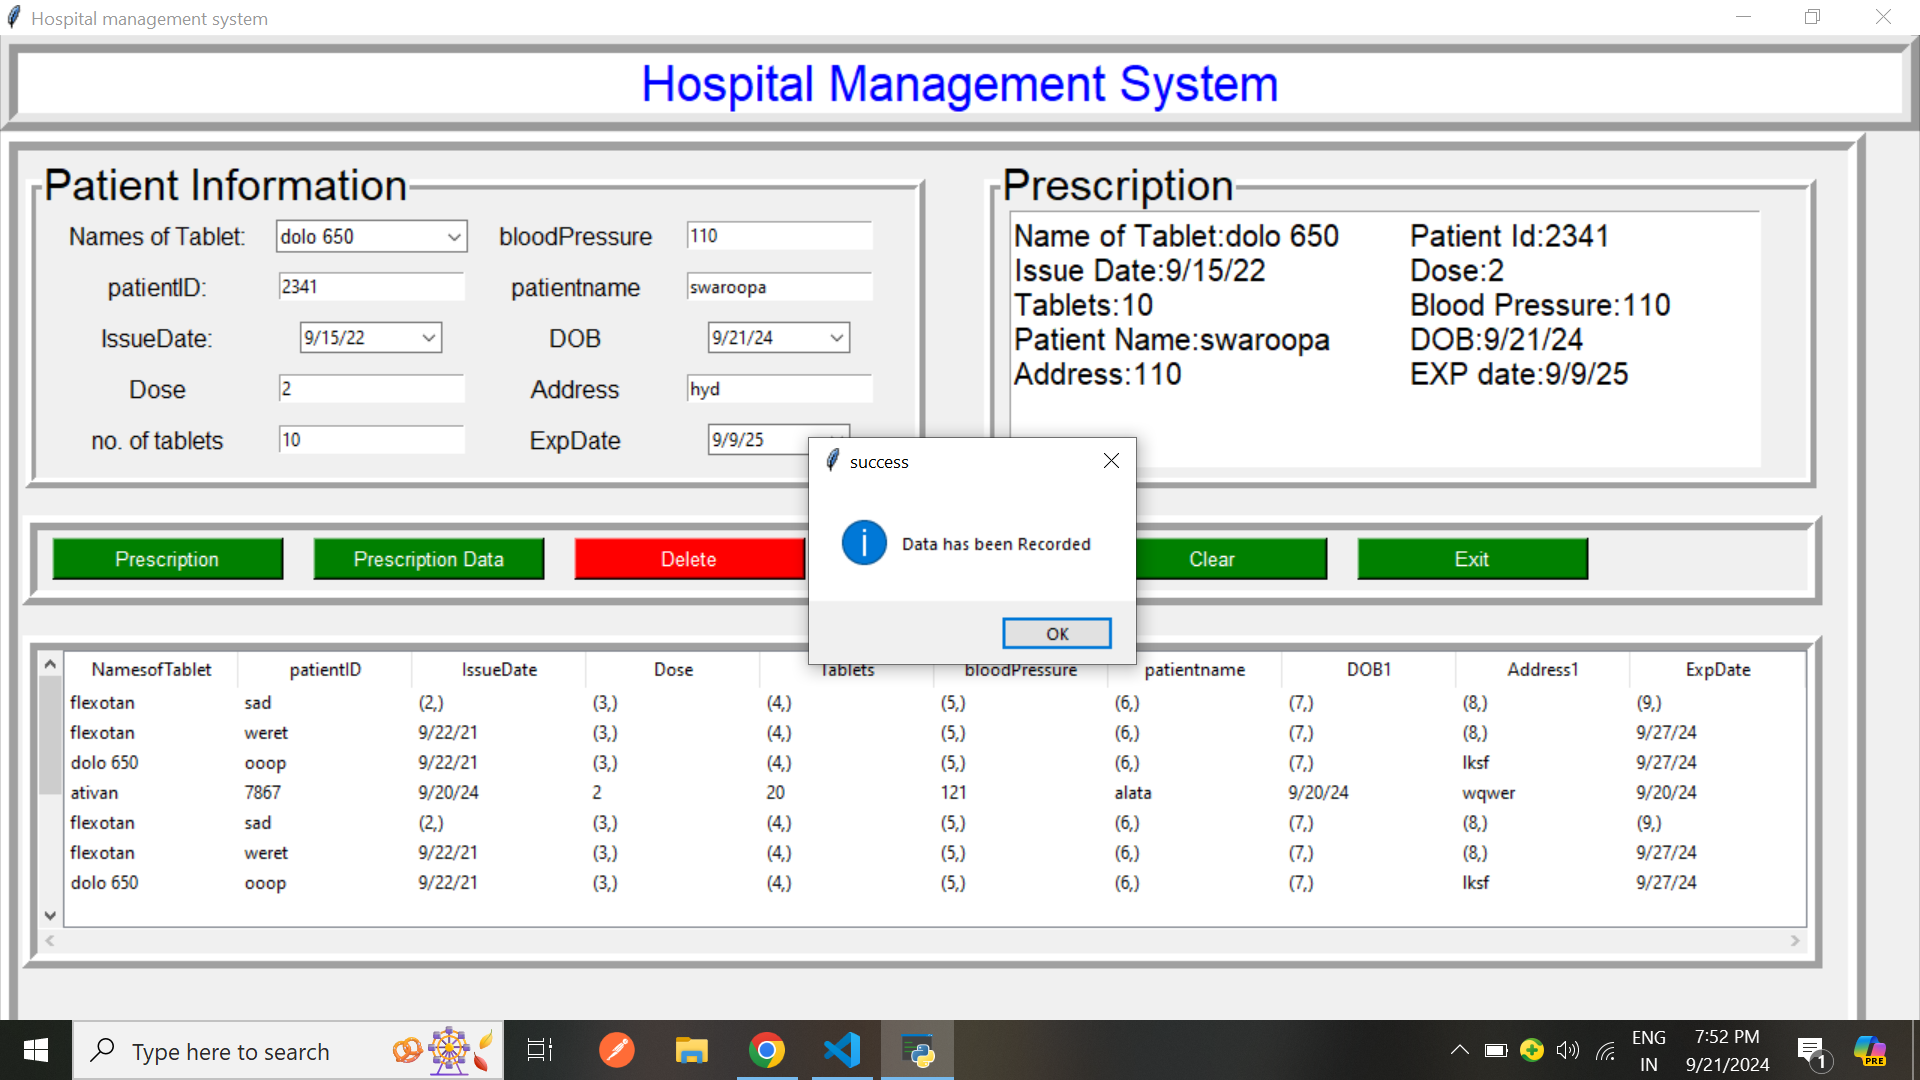 Hospital management system
Hospital Management System
Patient Information
Names of Tablet: dolo 650 bloodPressure 110
patientID: 2341 patientname swaroopa
IssueDate: 9/15/22 DOB 9/21/24
Dose 2 Address hyd
no. of tablets 10 ExpDate 9/9/25
Prescription
Name of Tablet:dolo 650 Patient Id:2341
Issue Date:9/15/22 Dose:2
Tablets:10 Blood Pressure:110
Patient Name:swaroopa DOB:9/21/24
Address:110 EXP date:9/9/25
success
Data has been Recorded
OK
Prescription Prescription Data Delete Clear Exit
NamesofTablet patientID IssueDate Dose Tablets bloodPressure patientname DOB1 Address1 ExpDate
flexotan sad (2,) (3,) (4,) (5,) (6,) (7,) (8,) (9,)
flexotan weret 9/22/21 (3,) (4,) (5,) (6,) (7,) (8,) 9/27/24
dolo 650 ooop 9/22/21 (3,) (4,) (5,) (6,) (7,) lksf 9/27/24
ativan 7867 9/20/24 2 20 121 alata 9/20/24 wqwer 9/20/24
flexotan sad (2,) (3,) (4,) (5,) (6,) (7,) (8,) (9,)
flexotan weret 9/22/21 (3,) (4,) (5,) (6,) (7,) (8,) 9/27/24
dolo 650 ooop 9/22/21 (3,) (4,) (5,) (6,) (7,) lksf 9/27/24
Type here to search
ENG
IN
7:52 PM
9/21/2024
1
PRE